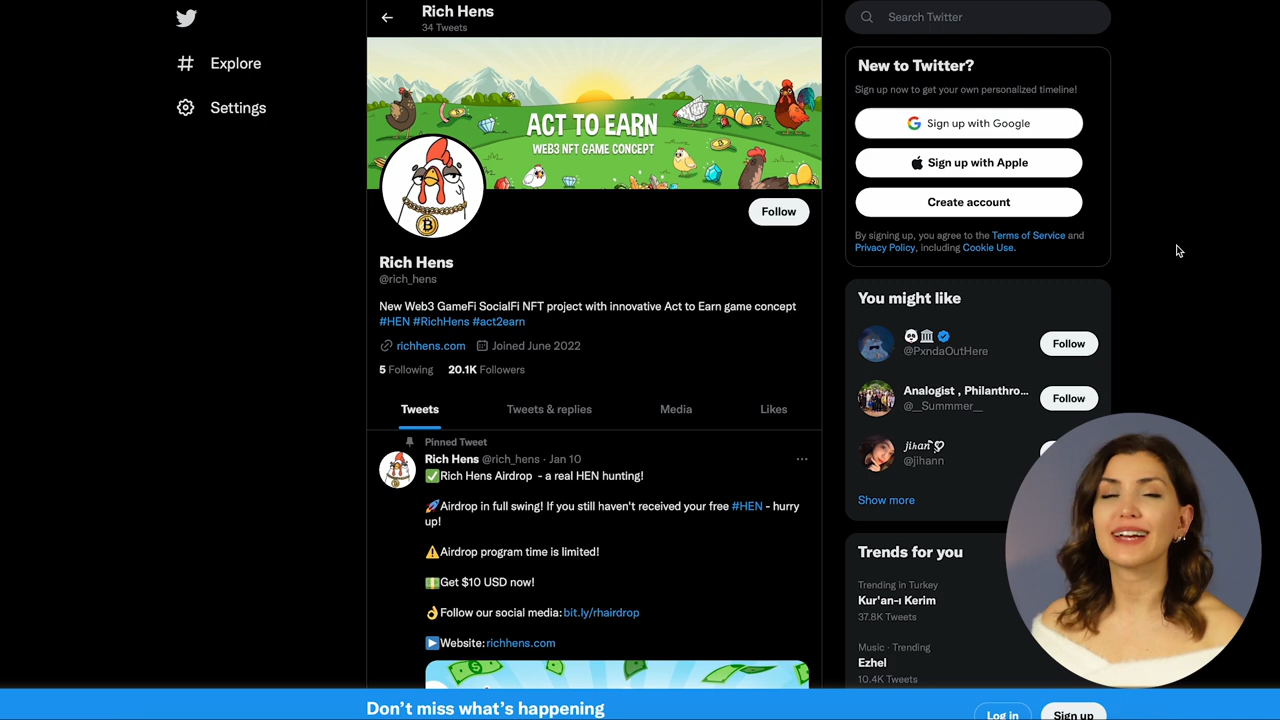 Explore
Settings
Rich Hens
34 Tweets
ACT TO EARN
WEB3 NFT GAME CONCEPT
B
Follow
Rich Hens
@rich_hens
New Web3 GameFi SocialFi NFT project with innovative Act to Earn game concept
#HEN #RichHens #act2earn
richhens.com Joined June 2022
5 Following 20.1K Followers
Tweets Tweets & replies Media Likes
Pinned Tweet
Rich Hens @rich_hens · Jan 10 ···
✅Rich Hens Airdrop - a real HEN hunting!
🚀Airdrop in full swing! If you still haven't received your free #HEN - hurry
up!
⚠️Airdrop program time is limited!
💵Get $10 USD now!
👌Follow our social media: bit.ly/rhairdrop
▶️Website: richhens.com
Search Twitter
New to Twitter?
Sign up now to get your own personalized timeline!
Sign up with Google
Sign up with Apple
Create account
By signing up, you agree to the Terms of Service and
Privacy Policy, including Cookie Use.
You might like
@PxndaOutHere
Follow
Analogist , Philanthro...
@__Summmer__
Follow
jihan
@jihann
Show more
Trends for you
Trending in Turkey
Kur'an-ı Kerim
37.8K Tweets
Music · Trending
Ezhel
10.4K Tweets
Don't miss what's happening
Log in Sign up